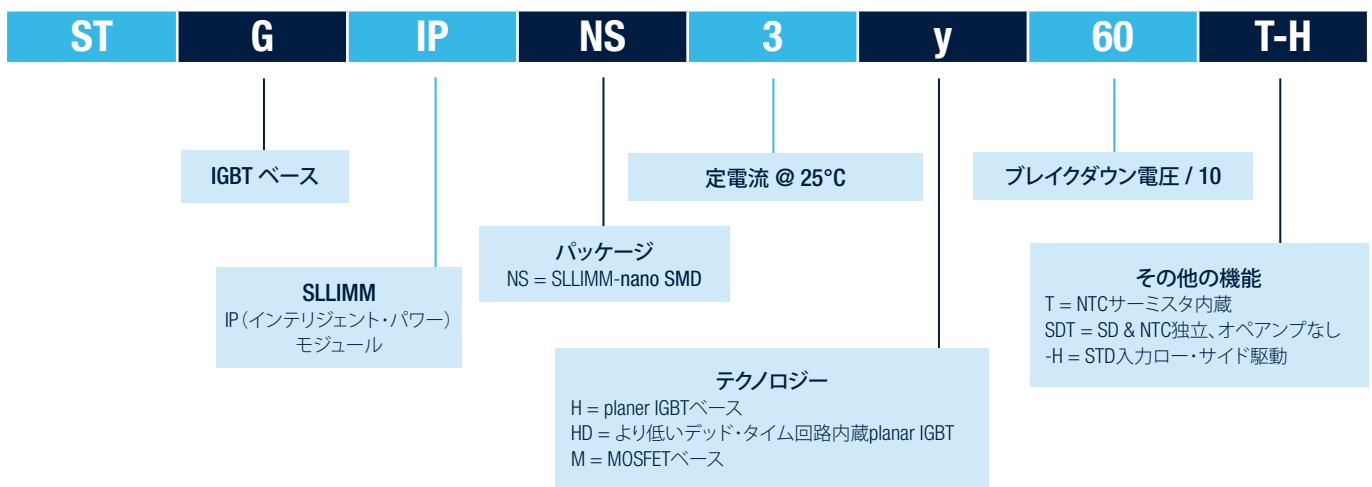 ST G IP NS 3 y 60 T-H
IGBT ベース
定電流 @ 25°C
ブレイクダウン電圧 / 10
パッケージ
NS = SLLIMM-nano SMD
SLLIMM
IP（インテリジェント・パワー）
モジュール
その他の機能
T = NTCサーミスタ内蔵
SDT = SD & NTC独立、オペアンプなし
-H = STD入力ロー・サイド駆動
テクノロジー
H = planer IGBTベース
HD = より低いデッド・タイム回路内蔵planar IGBT
M = MOSFETベース